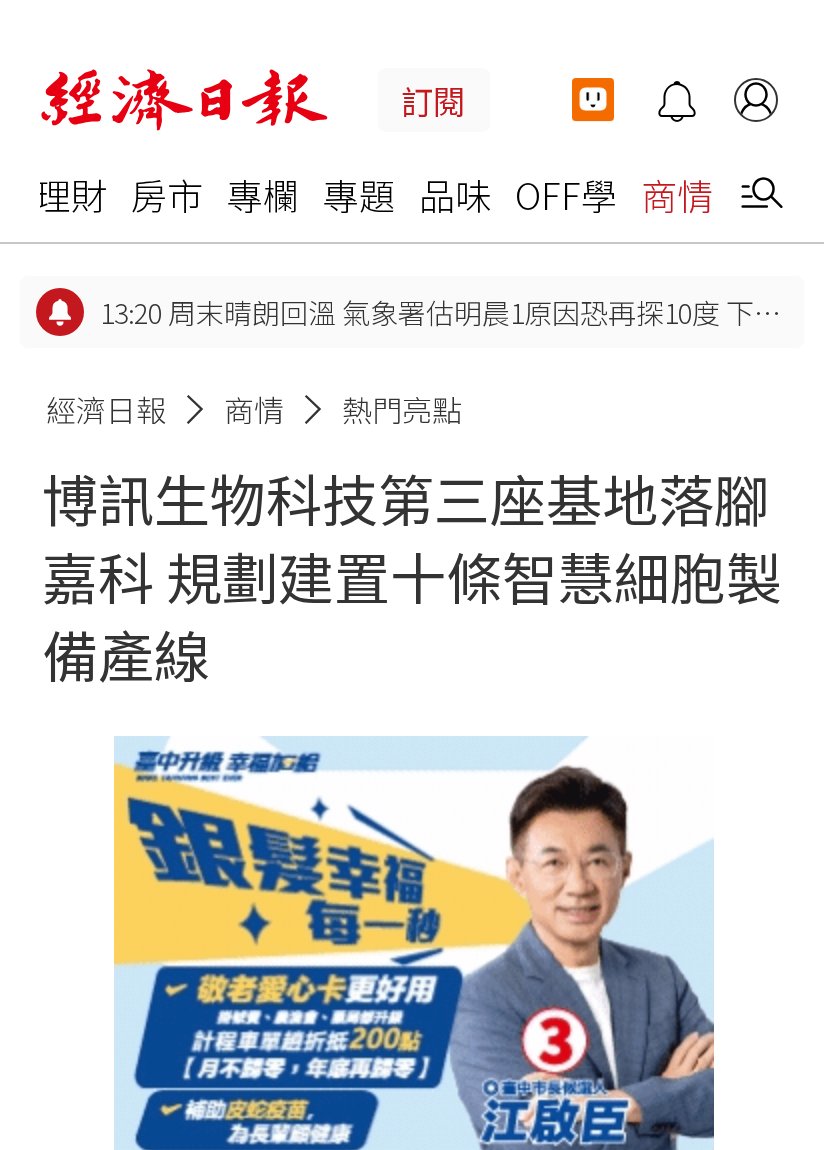 經濟日報 訂閱
理財 房市 專欄 專題 品味 OFF學 商情
13:20 周末晴朗回溫 氣象署估明晨1原因恐再探10度 下⋯
經濟日報 > 商情 > 熱門亮點
博訊生物科技第三座基地落腳
嘉科 規劃建置十條智慧細胞製
備產線
臺中升級 幸福加給
銀髮幸福
每一秒
敬老愛心卡更好用
計程車單趟折抵200點
【月不歸零，年底再歸零】
補助皮蛇疫苗，
為長輩顧健康
3
臺中市長候選人
江啟臣